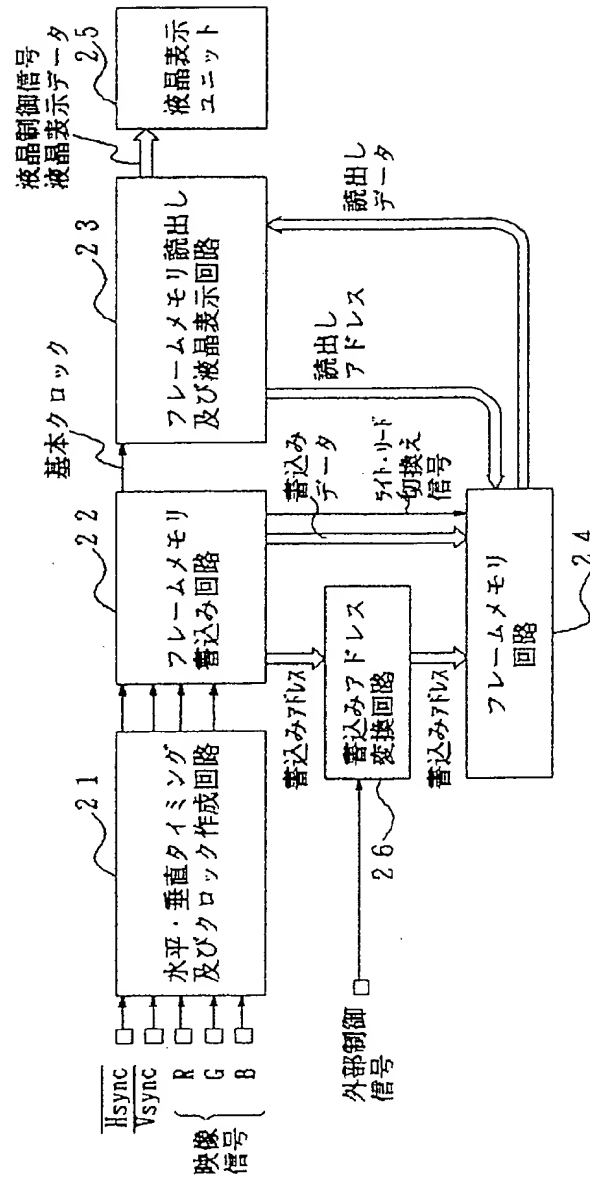 H̅s̅y̅n̅c̅
V̅s̅y̅n̅c̅
R
G
B
映像
信号
21
水平・垂直タイミング
及びクロック作成回路
22
フレームメモリ
書込み回路
基本クロック
23
フレームメモリ読出し
及び液晶表示回路
液晶制御信号
液晶表示データ
25
液晶表示
ユニット
外部制御
信号
書込みアドレス
書込みアドレス
変換回路
26
書込みアドレス
書込み
データ
ライト・リード
切換え
信号
読出し
アドレス
読出し
データ
フレームメモリ
回路
24